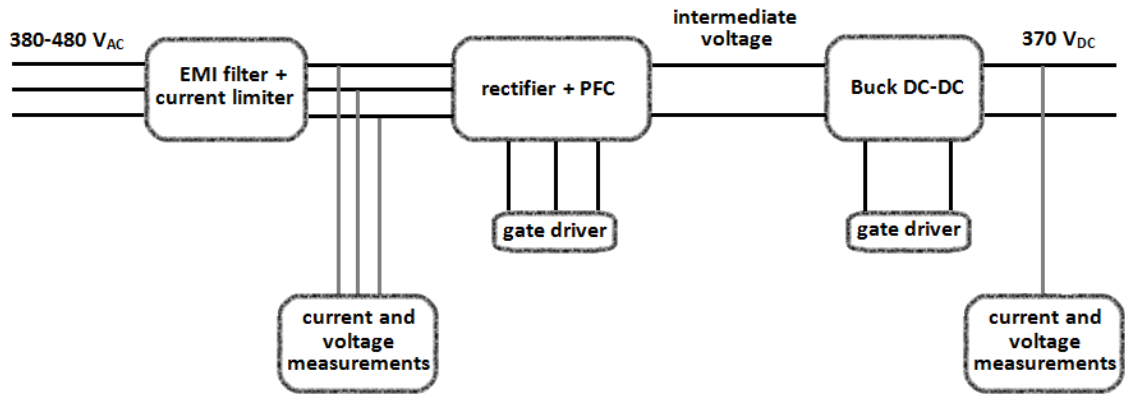 380-480 VAC
EMI filter +
current limiter
rectifier + PFC
intermediate
voltage
Buck DC-DC
370 VDC
gate driver
gate driver
current and
voltage
measurements
current and
voltage
measurements